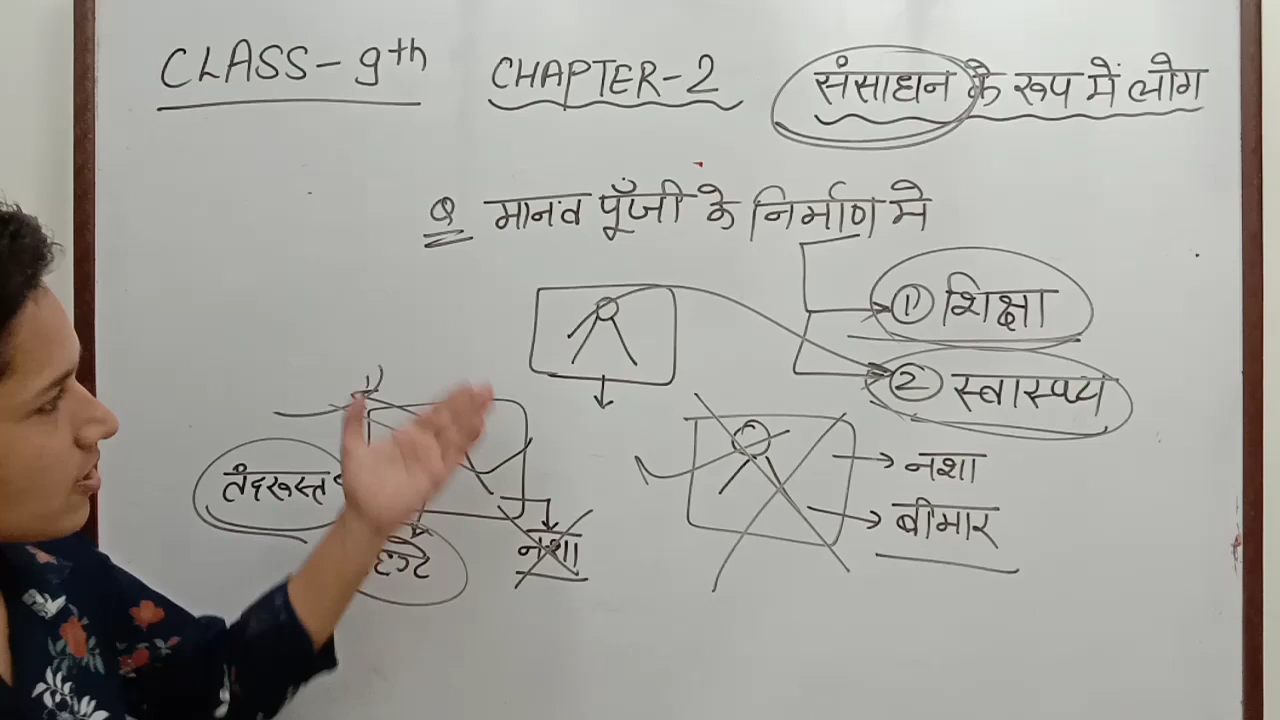 CLASS-9th CHAPTER-2 संसाधन के रूप में लोग
Q मानव पूँजी के निर्माण मे
① शिक्षा
② स्वास्थ्य
तंदरूस्त
नशा
नशा
बीमार